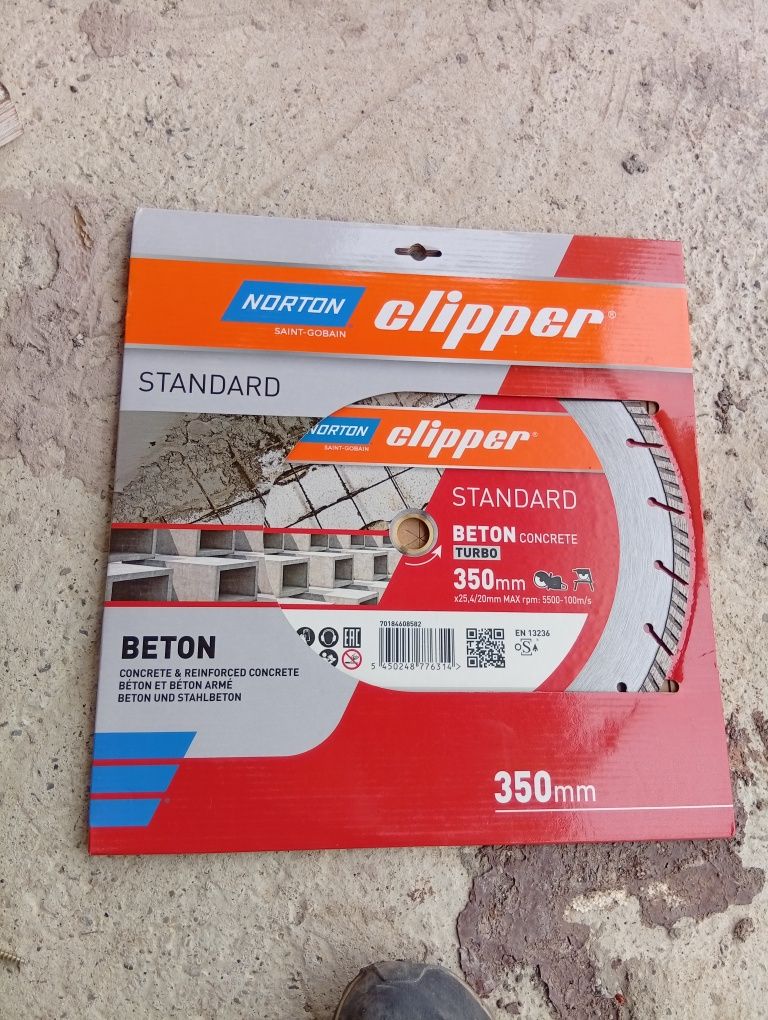 NORTON
SAINT-GOBAIN
clipper®
STANDARD
NORTON
SAINT-GOBAIN
clipper®
STANDARD
BETON CONCRETE
TURBO
350mm
x25,4/20mm MAX rpm: 5500-100m/s
70184608582
EAC
5 450248 776314 >
EN 13236
oSa
BETON
CONCRETE & REINFORCED CONCRETE
BÉTON ET BÉTON ARMÉ
BETON UND STAHLBETON
350mm